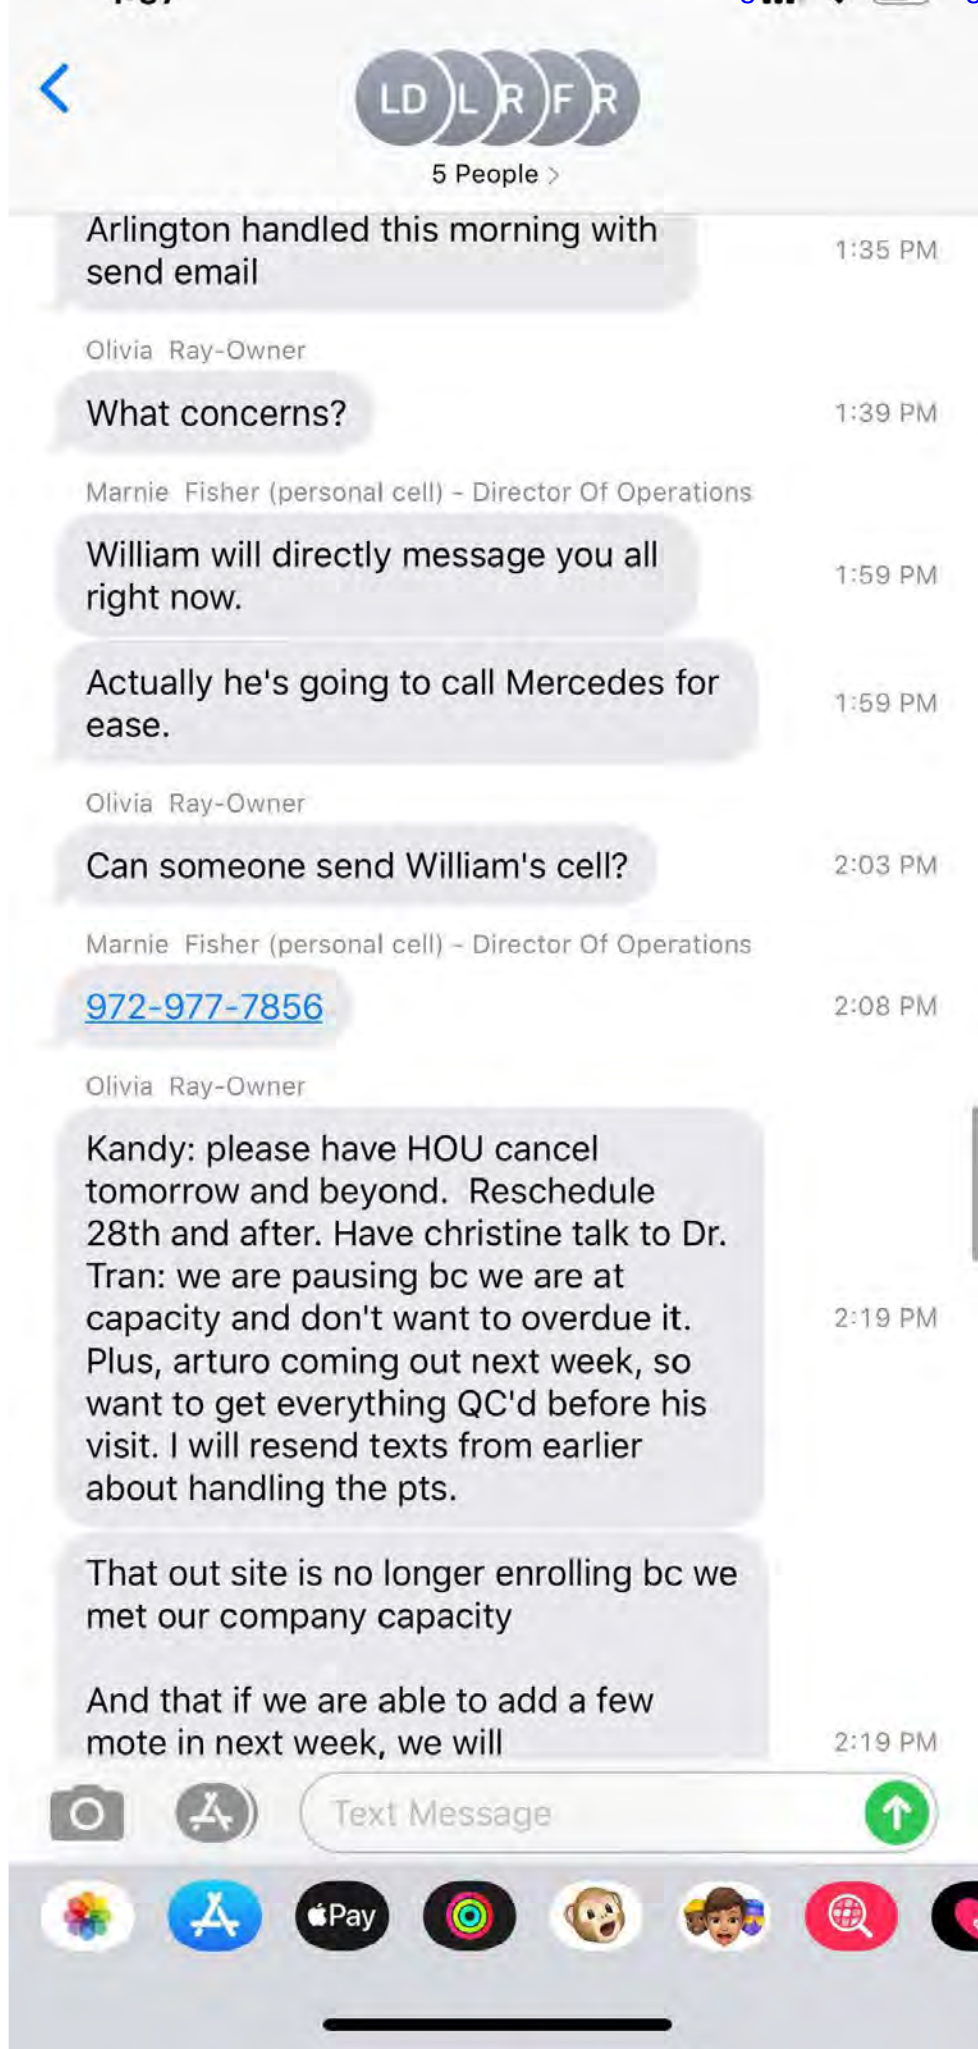 LD L R F R
5 People >
Arlington handled this morning with
send email
1:35 PM
Olivia Ray-Owner
What concerns?
1:39 PM
Marnie Fisher (personal cell) - Director Of Operations
William will directly message you all
right now.
1:59 PM
Actually he's going to call Mercedes for
ease.
1:59 PM
Olivia Ray-Owner
Can someone send William's cell?
2:03 PM
Marnie Fisher (personal cell) - Director Of Operations
972-977-7856
2:08 PM
Olivia Ray-Owner
Kandy: please have HOU cancel
tomorrow and beyond. Reschedule
28th and after. Have christine talk to Dr.
Tran: we are pausing bc we are at
capacity and don't want to overdue it.
Plus, arturo coming out next week, so
want to get everything QC'd before his
visit. I will resend texts from earlier
about handling the pts.
2:19 PM
That out site is no longer enrolling bc we
met our company capacity
And that if we are able to add a few
mote in next week, we will
2:19 PM
Text Message
Pay